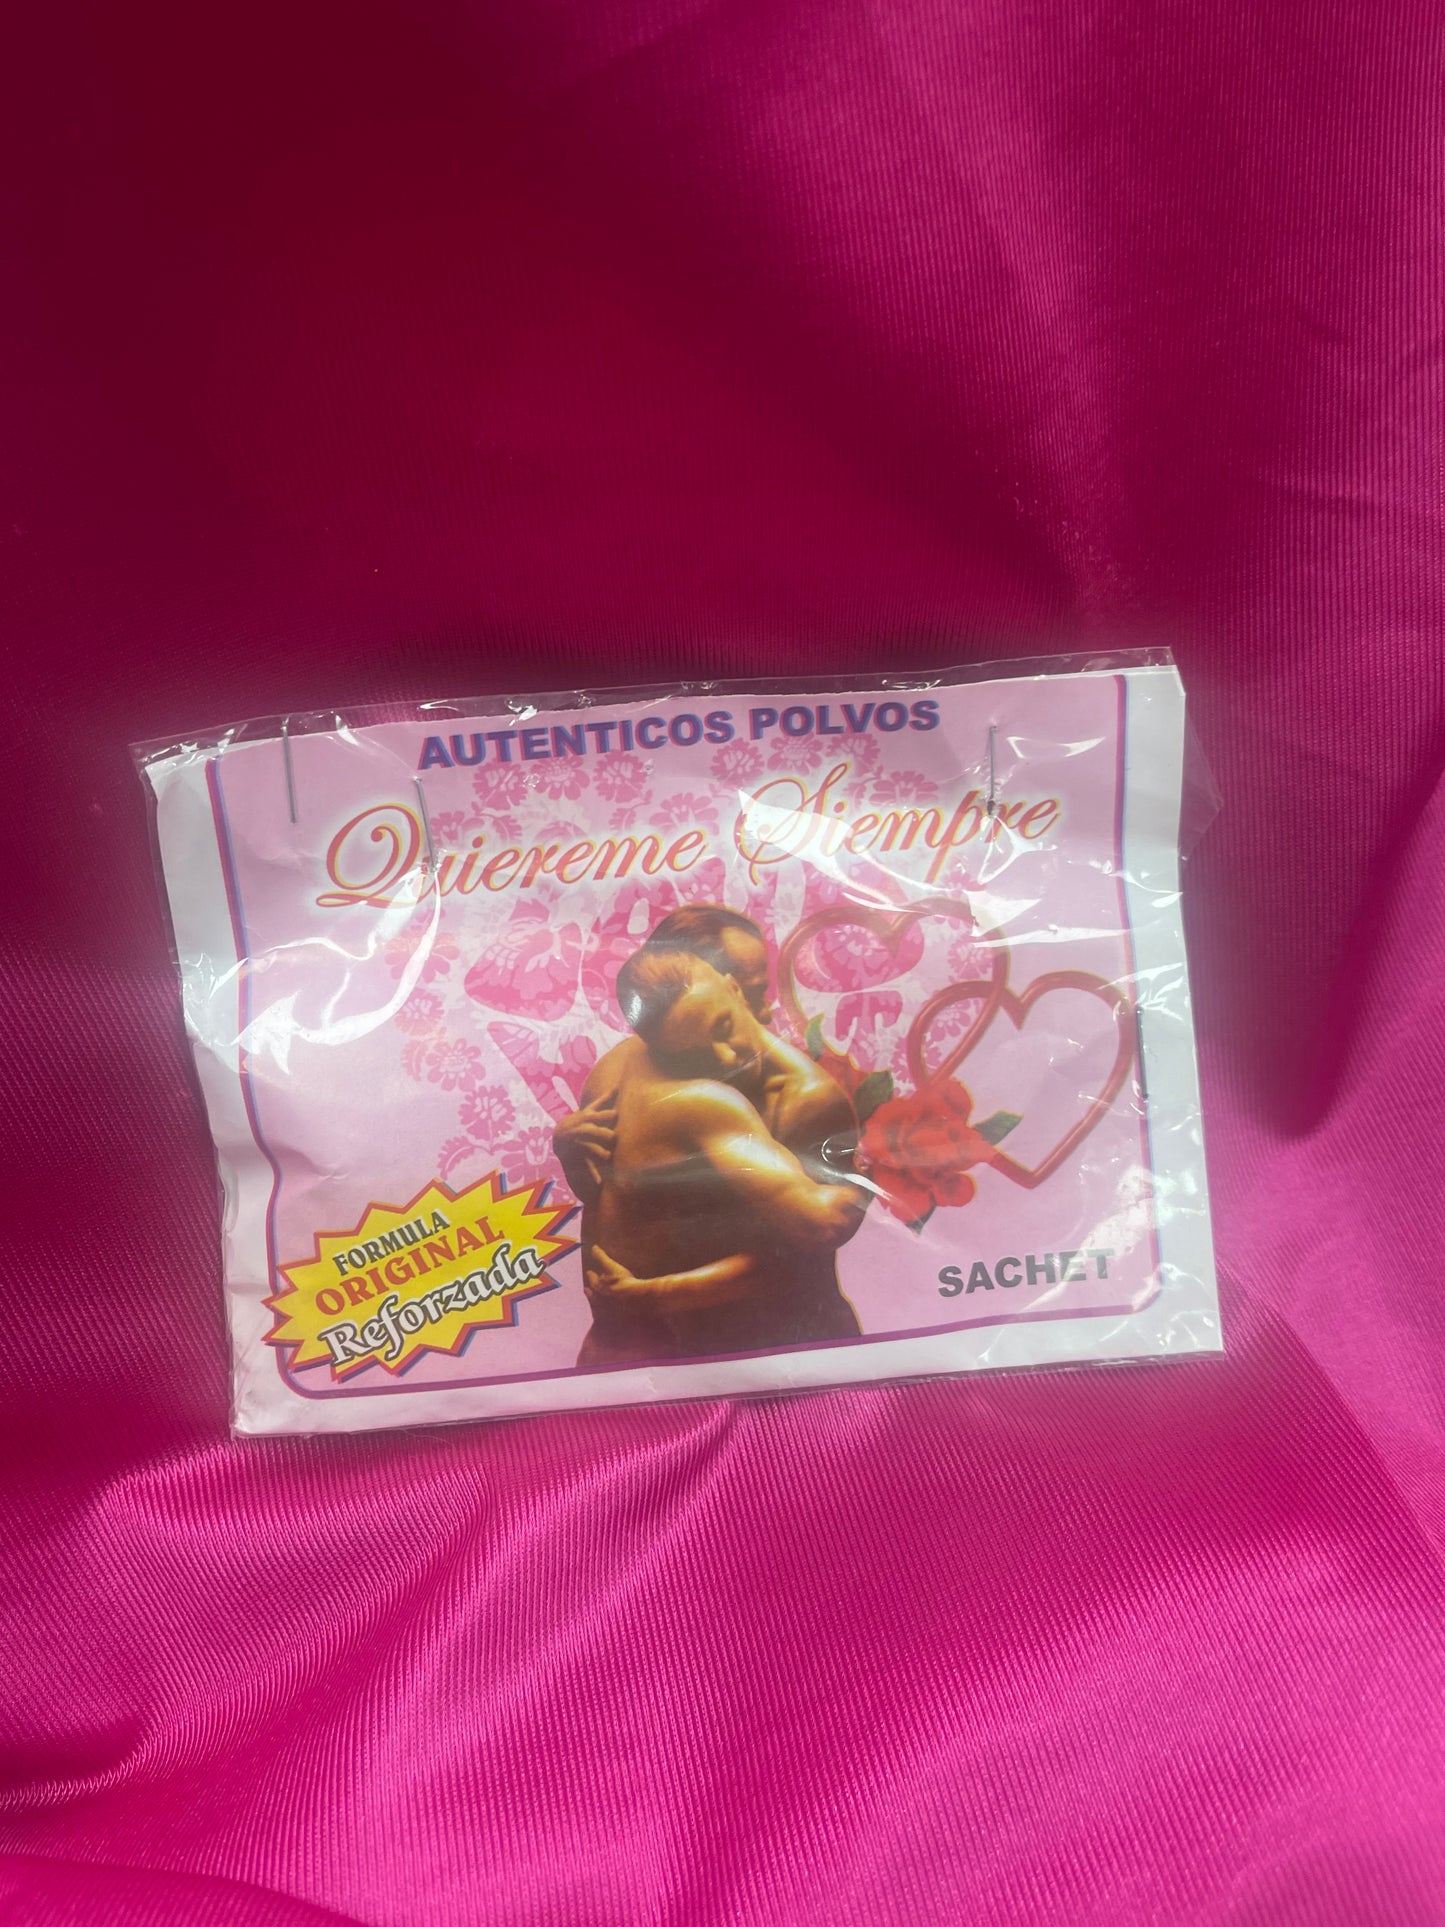 AUTENTICOS POLVOS
Quiereme Siempre
FORMULA
ORIGINAL
Reforzada
SACHET